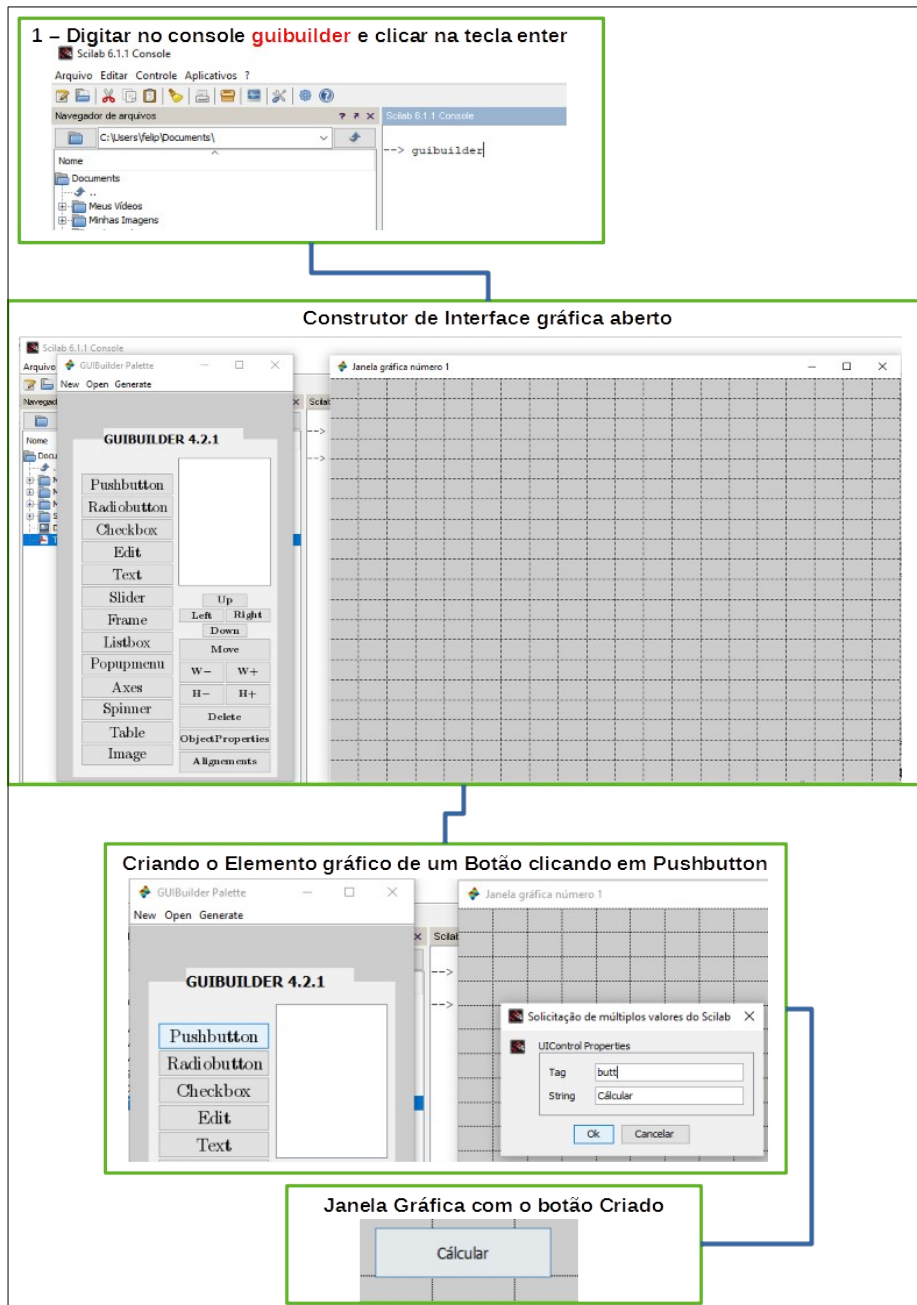 1 – Digitar no console guibuilder e clicar na tecla enter
Scilab 6.1.1 Console
Arquivo Editar Controle Aplicativos ?
Navegador de arquivos
Scilab 6.1.1 Console
C:\Users\felip\Documents\
--> guibuilder
Nome
Documents
..
Meus Vídeos
Minhas Imagens
Construtor de Interface gráfica aberto
Scilab 6.1.1 Console
Arquivo
GUIBuilder Palette
Janela gráfica número 1
New Open Generate
Navegad
Scilab
-->
-->
Nome
Docu
GUIBUILDER 4.2.1
Pushbutton
Radiobutton
Checkbox
Edit
Text
Slider
Frame
Listbox
Popupmenu
Axes
Spinner
Table
Image
Up
Left Right
Down
Move
W− W+
H− H+
Delete
ObjectProperties
Alignements
Criando o Elemento gráfico de um Botão clicando em Pushbutton
GUIBuilder Palette
Janela gráfica número 1
New Open Generate
Scilab
-->
-->
GUIBUILDER 4.2.1
Pushbutton
Radiobutton
Checkbox
Edit
Text
Solicitação de múltiplos valores do Scilab
UIControl Properties
Tag butt
String Cálcular
Ok Cancelar
Janela Gráfica com o botão Criado
Cálcular